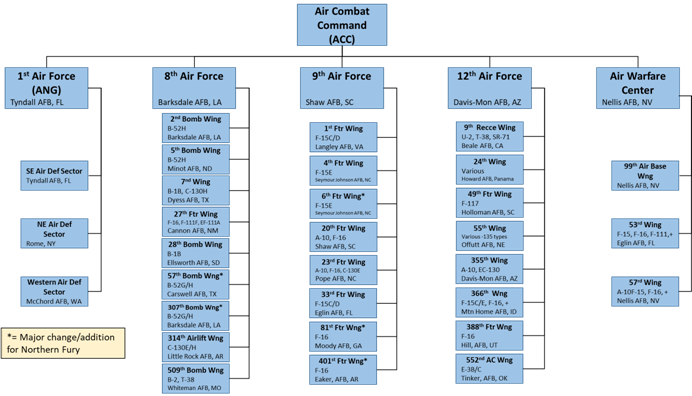 Air Combat
Command
(ACC)
1st Air Force
(ANG)
Tyndall AFB, FL
SE Air Def Sector
Tyndall AFB, FL
NE Air Def
Sector
Rome, NY
Western Air Def
Sector
McChord AFB, WA
*= Major change/addition
for Northern Fury
8th Air Force
Barksdale AFB, LA
2nd Bomb Wing
B-52H
Barksdale AFB, LA
5th Bomb Wing
B-52H
Minot AFB, ND
7nd Wing
B-1B, C-130H
Dyess AFB, TX
27th Ftr Wing
F-16, F-111F, EF-111A
Cannon AFB, NM
28th Bomb Wing
B-1B
Ellsworth AFB, SD
57th Bomb Wng*
B-52G/H
Carswell AFB, TX
307th Bomb Wng*
B-52G/H
Barksdale AFB, LA
314th Airlift Wng
C-130E/H
Little Rock AFB, AR
509th Bomb Wng
B-2, T-38
Whiteman AFB, MO
9th Air Force
Shaw AFB, SC
1st Ftr Wing
F-15C/D
Langley AFB, VA
4th Ftr Wing
F-15E
Seymour Johnson AFB, NC
6th Ftr Wing*
F-15E
Seymour Johnson AFB, NC
20th Ftr Wing
A-10, F-16
Shaw AFB, SC
23rd Ftr Wing
A-10, F-16, C-130E
Pope AFB, NC
33rd Ftr Wing
F-15C/D
Eglin AFB, FL
81st Ftr Wng*
F-16
Moody AFB, GA
401st Ftr Wng*
F-16
Eaker, AFB, AR
12th Air Force
Davis-Mon AFB, AZ
9th Recce Wing
U-2, T-38, SR-71
Beale AFB, CA
24th Wing
Various
Howard AFB, Panama
49th Ftr Wing
F-117
Holloman AFB, SC
55th Wing
Various -135 types
Offutt AFB, NE
355th Wing
A-10, EC-130
Davis-Mon AFB, AZ
366th Wng
F-15C/E, F-16, +
Mtn Home AFB, ID
388th Ftr Wing
F-16
Hill, AFB, UT
552nd AC Wng
E-3B/C
Tinker, AFB, OK
Air Warfare
Center
Nellis AFB, NV
99th Air Base
Wng
Nellis AFB, NV
53rd Wing
F-15, F-16, F-111,+
Eglin AFB, FL
57rd Wing
A-10F-15, F-16, +
Nellis AFB, NV